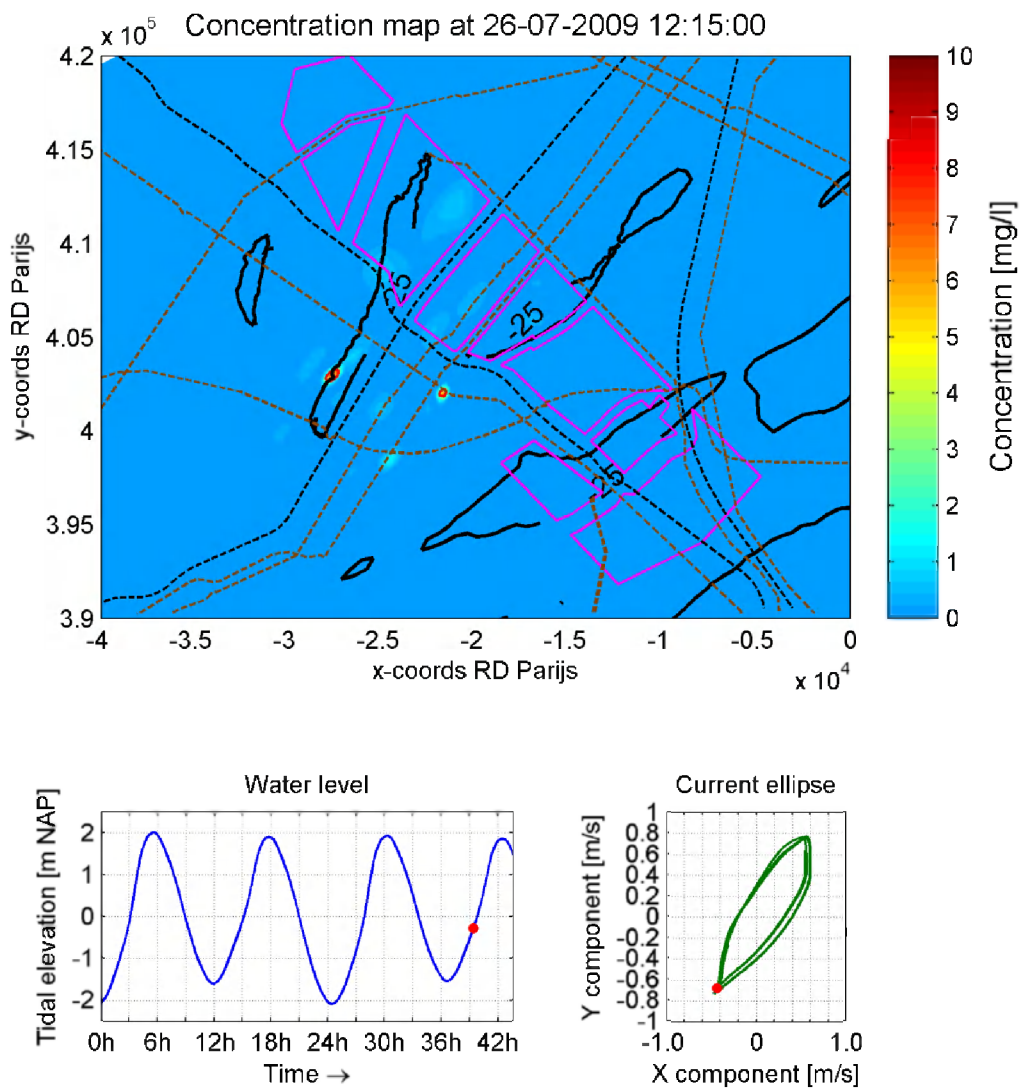 x 10⁵
Concentration map at 26-07-2009 12:15:00
4.2
4.15
4.1
4.05
4
3.95
3.9
y-coords RD Parijs
-4
-3.5
-3
-2.5
-2
-1.5
-1
-0.5
0
x-coords RD Parijs
x 10⁴
-25
-25
-25
10
9
8
7
6
5
4
3
2
1
0
Concentration [mg/l]
Water level
2
1
0
-1
-2
Tidal elevation [m NAP]
0h
6h
12h
18h
24h
30h
36h
42h
Time →
Current ellipse
1
0.8
0.6
0.4
0.2
0
-0.2
-0.4
-0.6
-0.8
-1
Y component [m/s]
-1.0
0
1.0
X component [m/s]